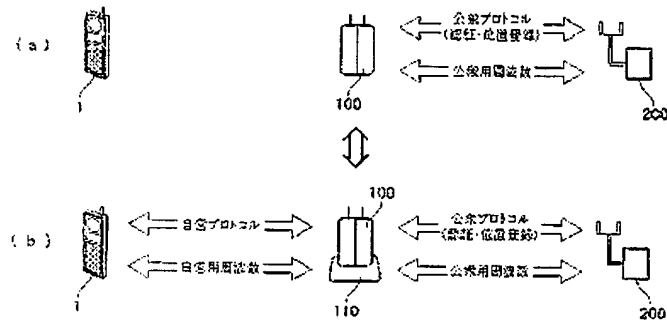 (a)
公衆プロトコル
(認証・位置登録)
公衆用周波数
1
100
200
(b)
100
自営プロトコル
公衆プロトコル
(認証・位置登録)
自営用周波数
公衆用周波数
1
110
200